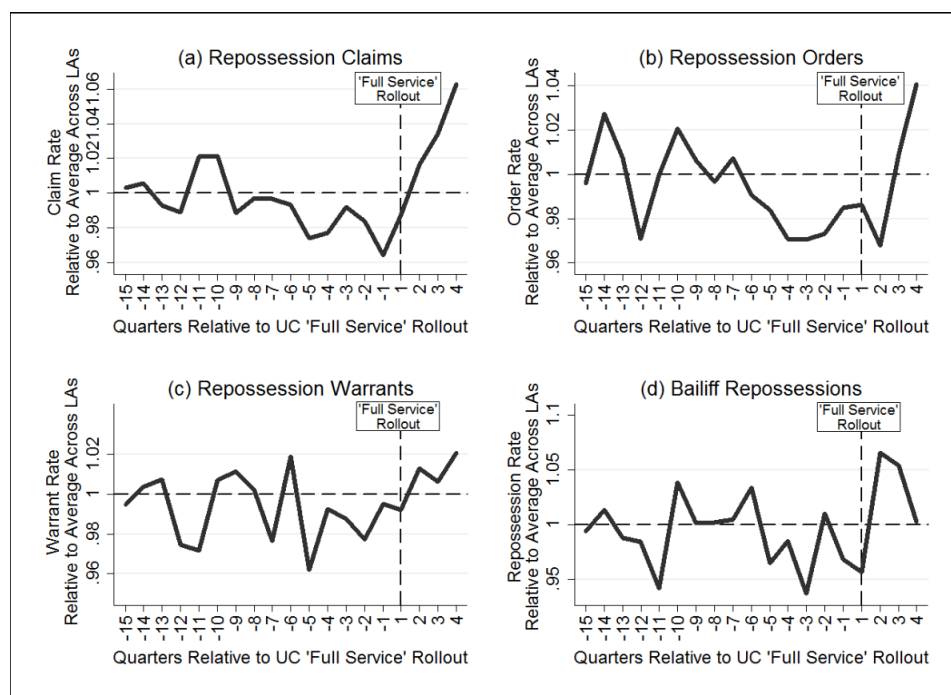 (a) Repossession Claims
Claim Rate
Relative to Average Across LAs
.96 .98 1 1.02 1.04 1.06
'Full Service'
Rollout
-15 -14 -13 -12 -11 -10 -9 -8 -7 -6 -5 -4 -3 -2 -1 1 2 3 4
Quarters Relative to UC 'Full Service' Rollout
(b) Repossession Orders
Order Rate
Relative to Average Across LAs
.96 .98 1 1.02 1.04
'Full Service'
Rollout
-15 -14 -13 -12 -11 -10 -9 -8 -7 -6 -5 -4 -3 -2 -1 1 2 3 4
Quarters Relative to UC 'Full Service' Rollout
(c) Repossession Warrants
Warrant Rate
Relative to Average Across LAs
.96 .98 1 1.02
'Full Service'
Rollout
-15 -14 -13 -12 -11 -10 -9 -8 -7 -6 -5 -4 -3 -2 -1 1 2 3 4
Quarters Relative to UC 'Full Service' Rollout
(d) Bailiff Repossessions
Repossession Rate
Relative to Average Across LAs
.95 1 1.05 1.1
'Full Service'
Rollout
-15 -14 -13 -12 -11 -10 -9 -8 -7 -6 -5 -4 -3 -2 -1 1 2 3 4
Quarters Relative to UC 'Full Service' Rollout